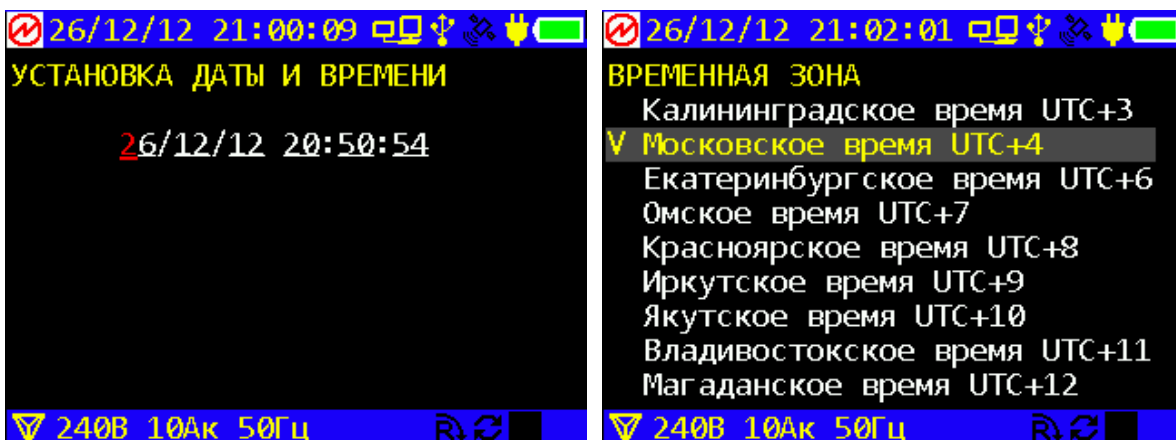 26/12/12 21:00:09
УСТАНОВКА ДАТЫ И ВРЕМЕНИ
26/12/12 20:50:54
240В 10Ак 50Гц
26/12/12 21:02:01
ВРЕМЕННАЯ ЗОНА
Калининградское время UTC+3
V Московское время UTC+4
Екатеринбургское время UTC+6
Омское время UTC+7
Красноярское время UTC+8
Иркутское время UTC+9
Якутское время UTC+10
Владивостокское время UTC+11
Магаданское время UTC+12
240В 10Ак 50Гц